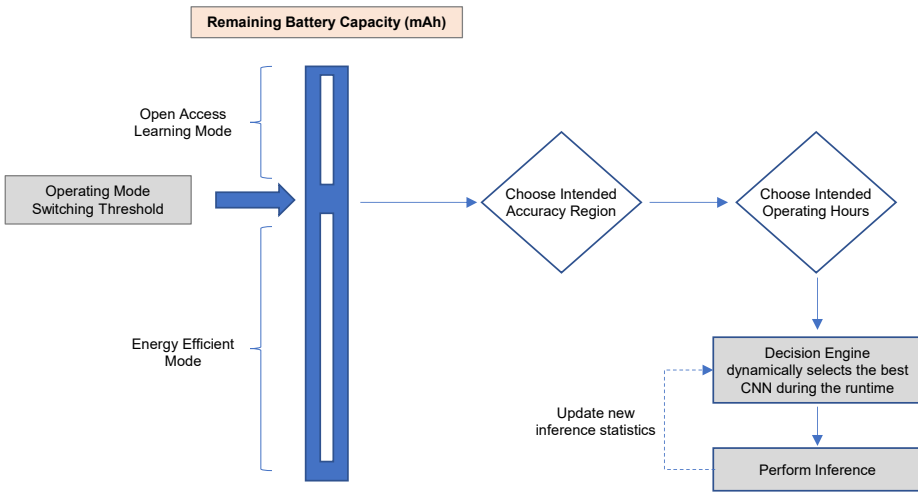 Remaining Battery Capacity (mAh)
Open Access
Learning Mode
Operating Mode
Switching Threshold
Energy Efficient
Mode
Choose Intended
Accuracy Region
Choose Intended
Operating Hours
Decision Engine
dynamically selects the best
CNN during the runtime
Update new
inference statistics
Perform Inference